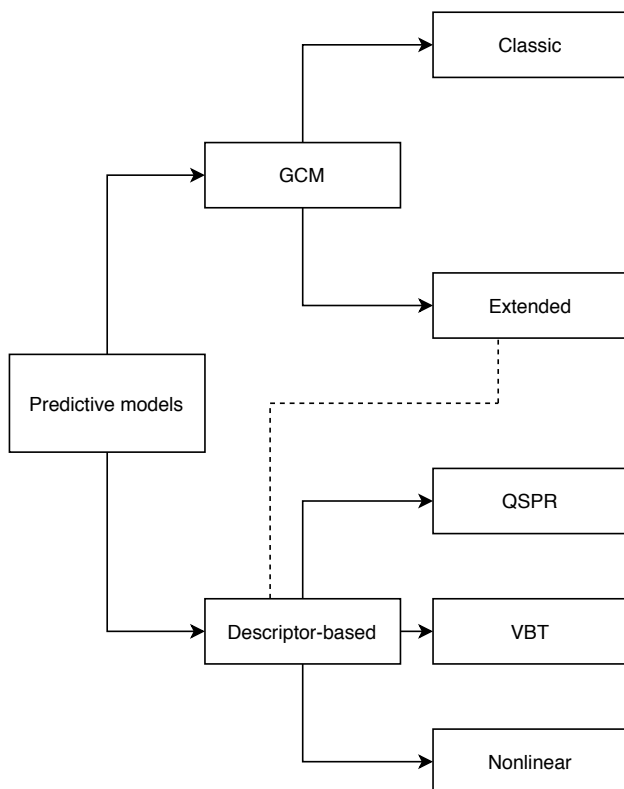 Classic
GCM
Extended
Predictive models
QSPR
Descriptor-based
VBT
Nonlinear